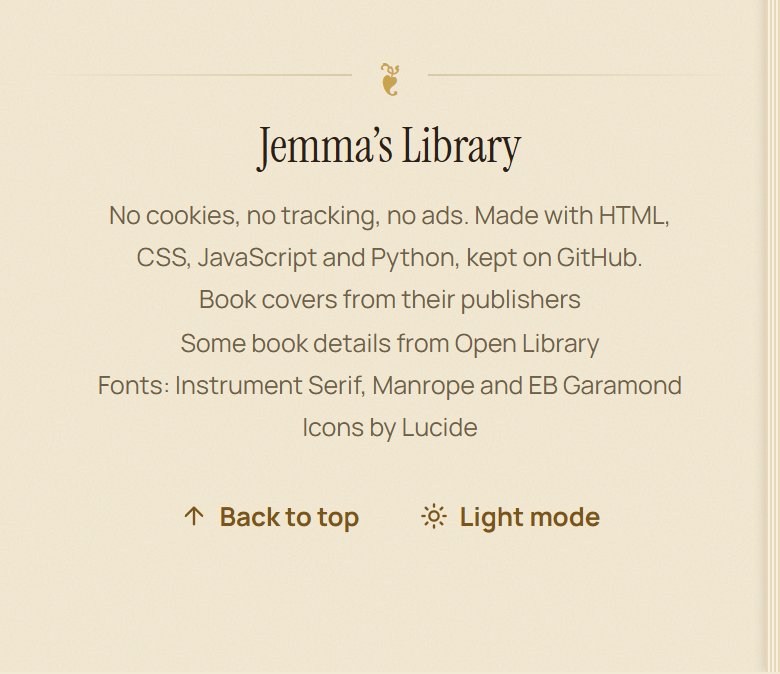 Jemma’s Library
No cookies, no tracking, no ads. Made with HTML,
CSS, JavaScript and Python, kept on GitHub.
Book covers from their publishers
Some book details from Open Library
Fonts: Instrument Serif, Manrope and EB Garamond
Icons by Lucide
Back to top
Light mode